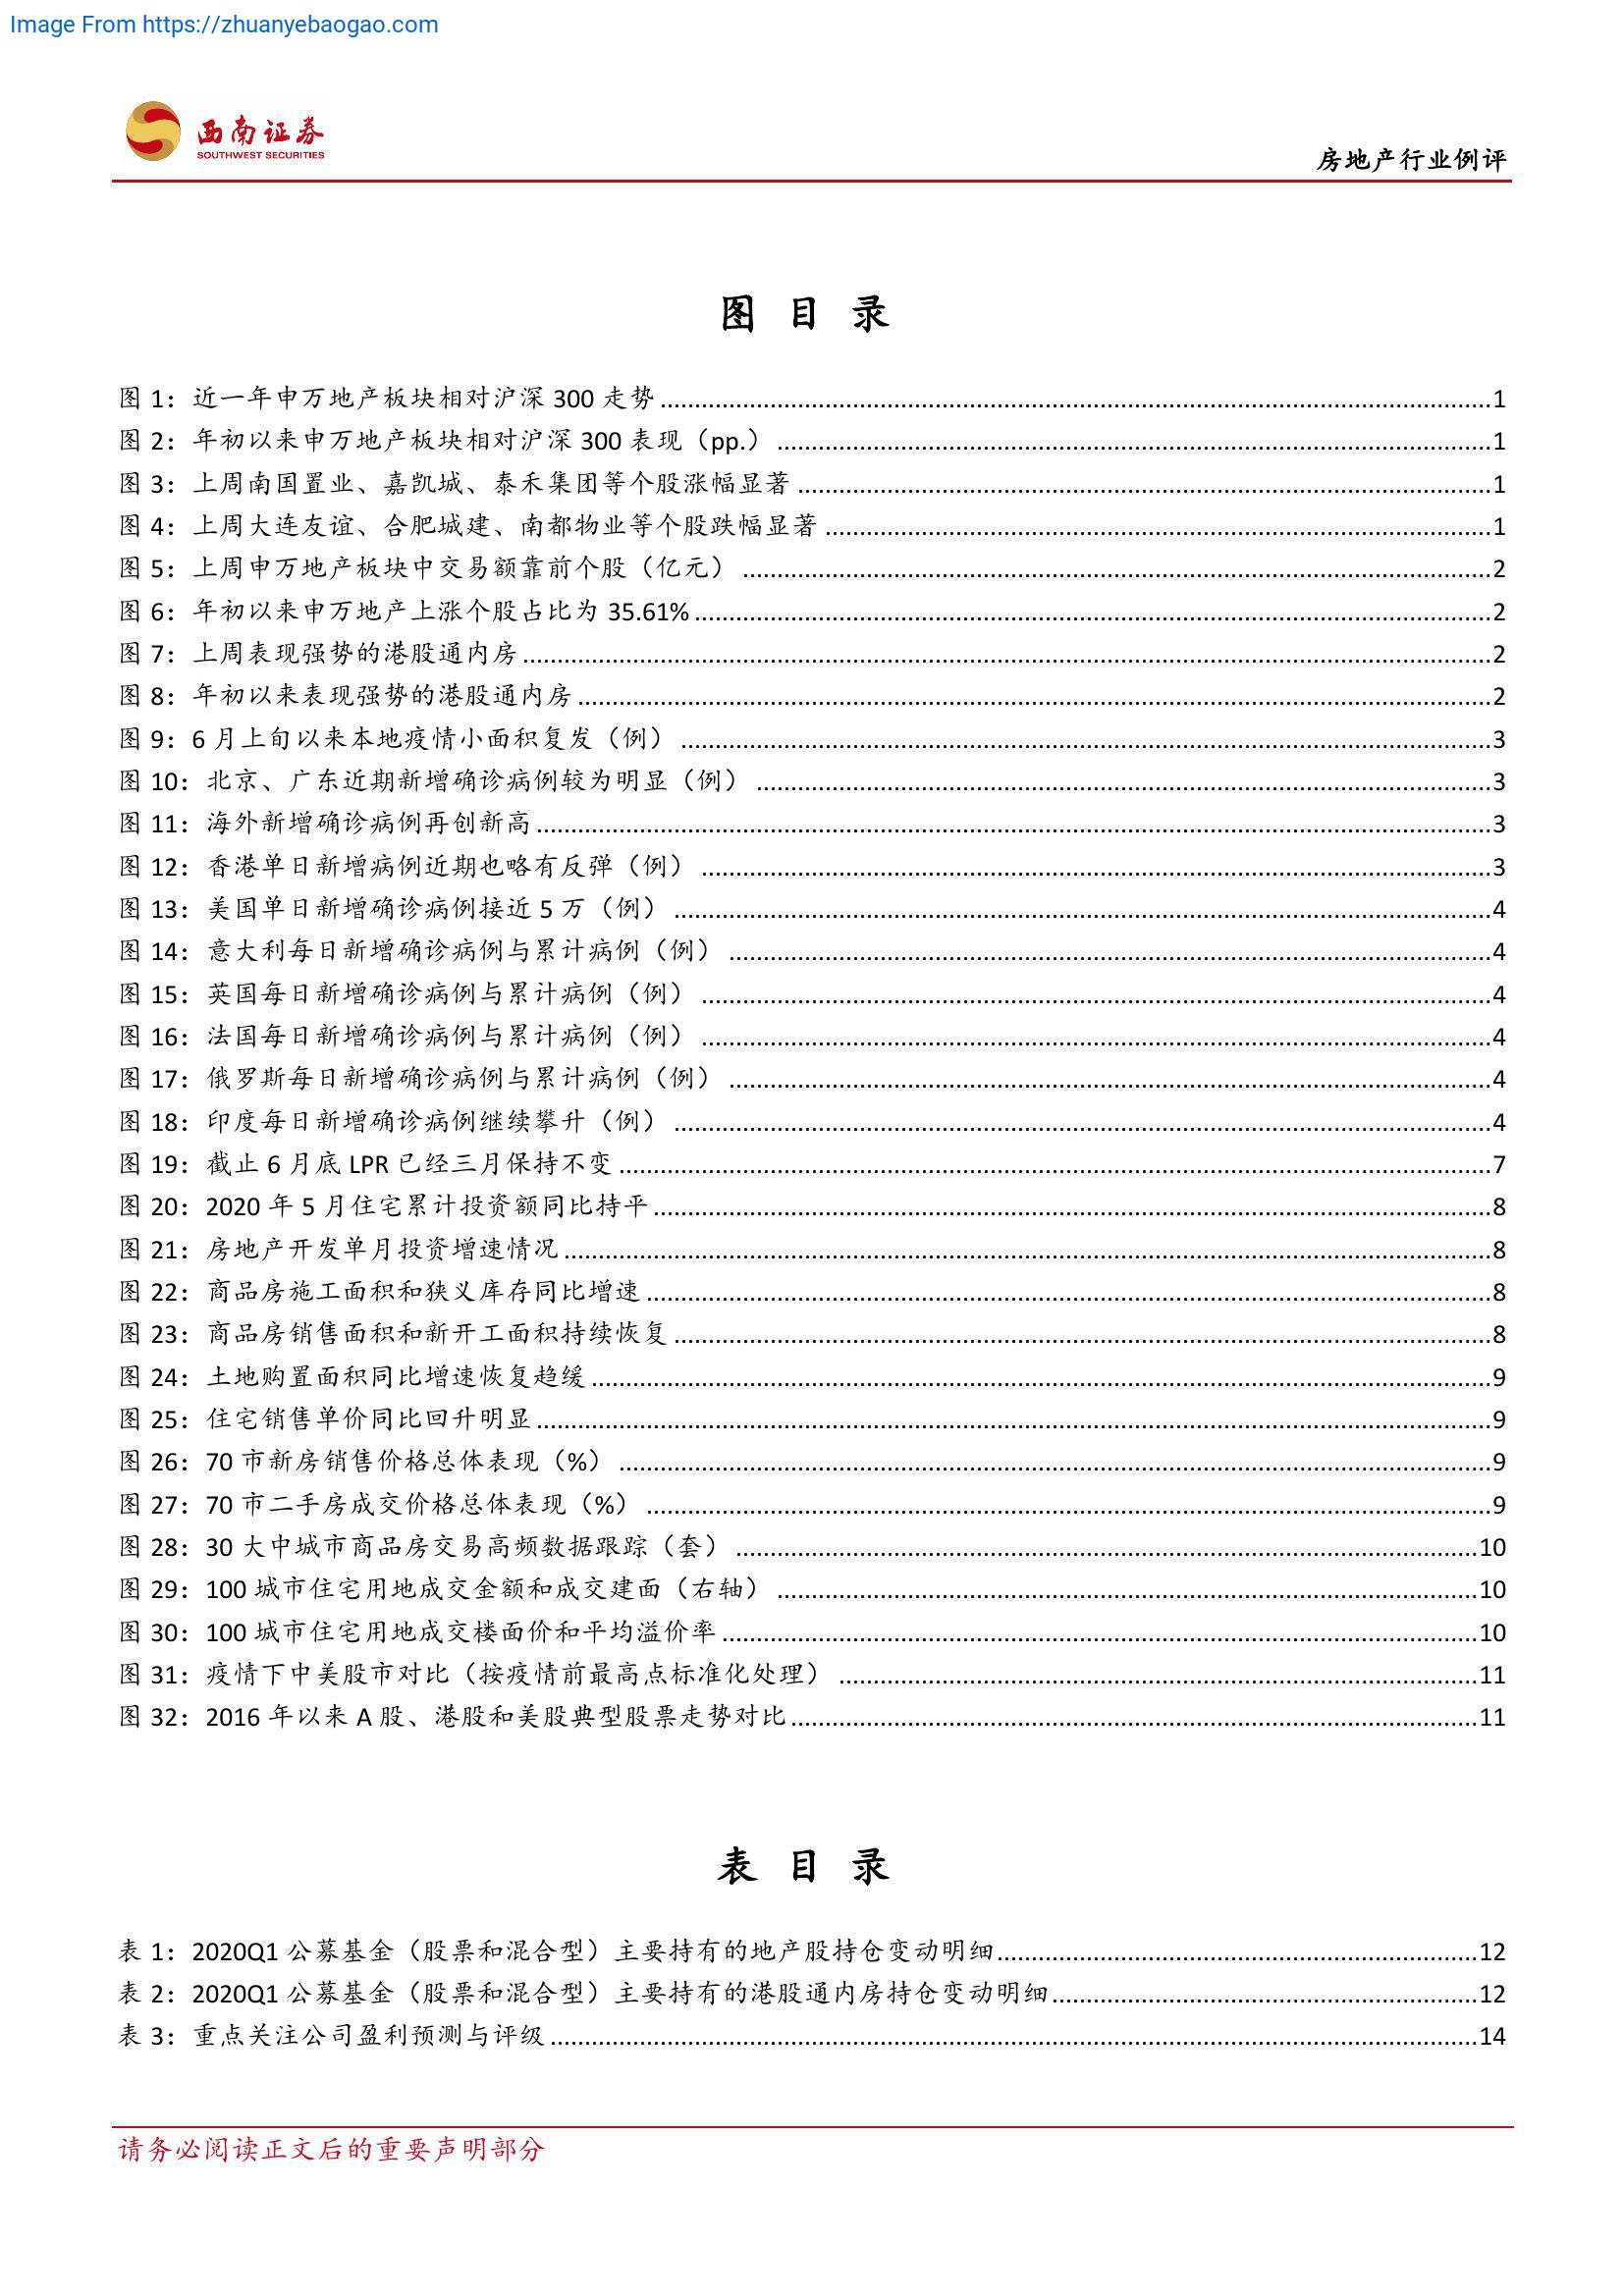 Image From https://zhuanyebaogao.com
西南证券
SOUTHWEST SECURITIES
房地产行业例评
图 目 录
图 1：近一年申万地产板块相对沪深 300 走势........1
图 2：年初以来申万地产板块相对沪深 300 表现（pp.）........1
图 3：上周南国置业、嘉凯城、泰禾集团等个股涨幅显著........1
图 4：上周大连友谊、合肥城建、南都物业等个股跌幅显著........1
图 5：上周申万地产板块中交易额靠前个股（亿元）........2
图 6：年初以来申万地产上涨个股占比为 35.61%........2
图 7：上周表现强势的港股通内房........2
图 8：年初以来表现强势的港股通内房........2
图 9：6 月上旬以来本地疫情小面积复发（例）........3
图 10：北京、广东近期新增确诊病例较为明显（例）........3
图 11：海外新增确诊病例再创新高........3
图 12：香港单日新增病例近期也略有反弹（例）........3
图 13：美国单日新增确诊病例接近 5 万（例）........4
图 14：意大利每日新增确诊病例与累计病例（例）........4
图 15：英国每日新增确诊病例与累计病例（例）........4
图 16：法国每日新增确诊病例与累计病例（例）........4
图 17：俄罗斯每日新增确诊病例与累计病例（例）........4
图 18：印度每日新增确诊病例继续攀升（例）........4
图 19：截止 6 月底 LPR 已经三月保持不变........7
图 20：2020 年 5 月住宅累计投资额同比持平........8
图 21：房地产开发单月投资增速情况........8
图 22：商品房施工面积和狭义库存同比增速........8
图 23：商品房销售面积和新开工面积持续恢复........8
图 24：土地购置面积同比增速恢复趋缓........9
图 25：住宅销售单价同比回升明显........9
图 26：70 市新房销售价格总体表现（%）........9
图 27：70 市二手房成交价格总体表现（%）........9
图 28：30 大中城市商品房交易高频数据跟踪（套）........10
图 29：100 城市住宅用地成交金额和成交建面（右轴）........10
图 30：100 城市住宅用地成交楼面价和平均溢价率........10
图 31：疫情下中美股市对比（按疫情前最高点标准化处理）........11
图 32：2016 年以来 A 股、港股和美股典型股票走势对比........11
表 目 录
表 1：2020Q1 公募基金（股票和混合型）主要持有的地产股持仓变动明细........12
表 2：2020Q1 公募基金（股票和混合型）主要持有的港股通内房持仓变动明细........12
表 3：重点关注公司盈利预测与评级........14
请务必阅读正文后的重要声明部分